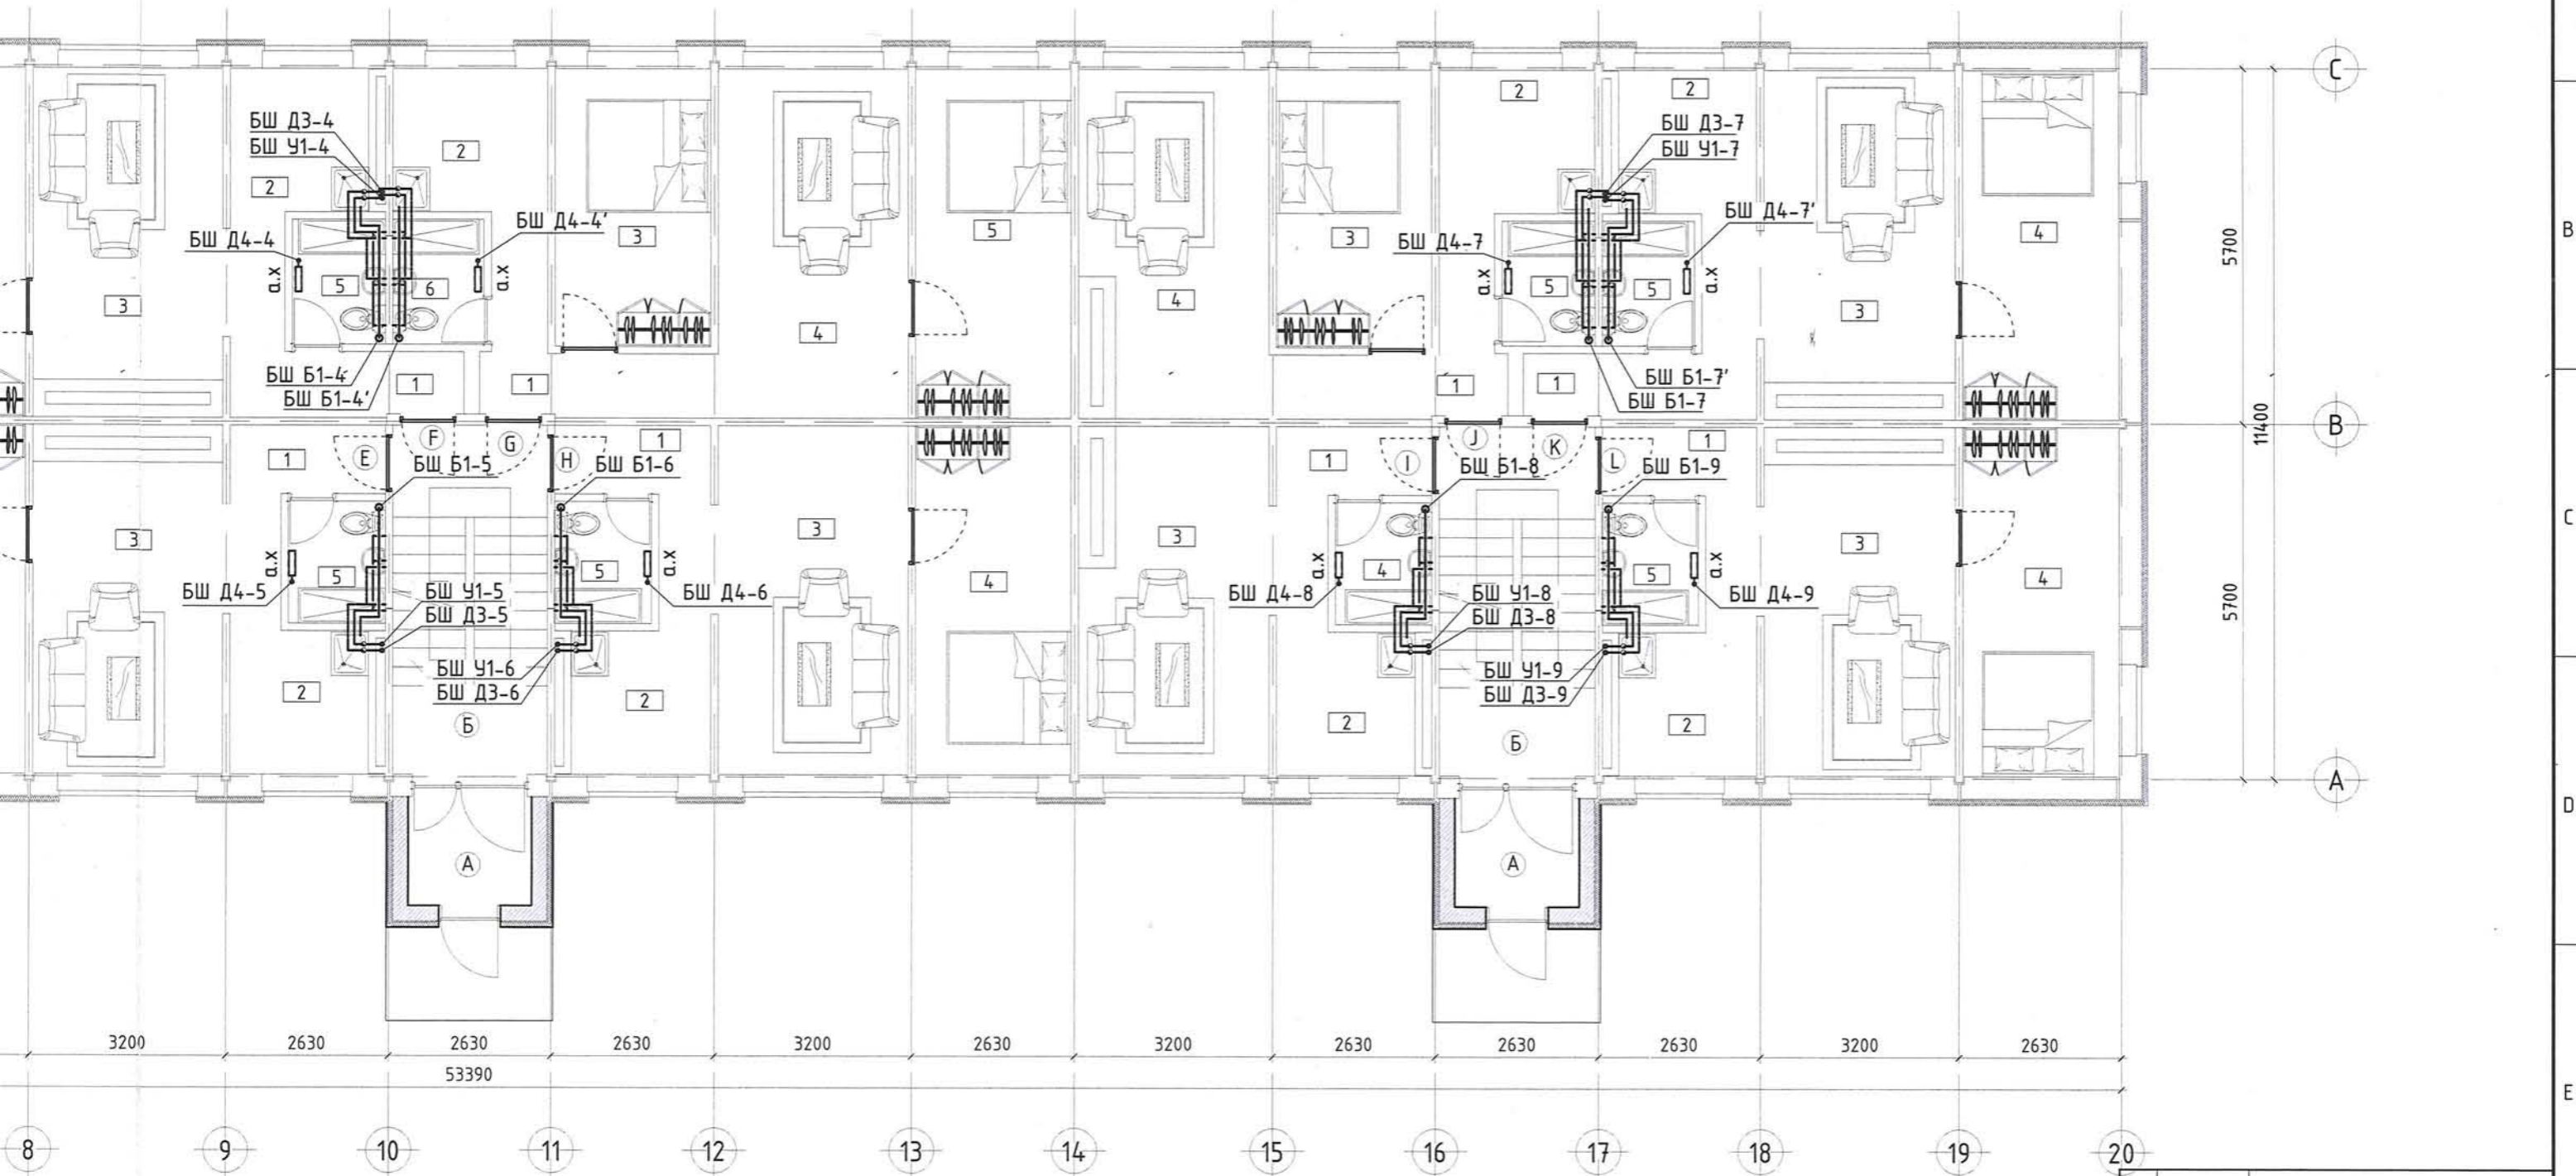 БШ Д3-4
БШ У1-4
2
2
БШ Д4-4
БШ Д4-4'
а.х
а.х
5
6
3
3
4
5
БШ Б1-4
БШ Б1-4'
1
1
2
2
БШ Д3-7
БШ У1-7
БШ Д4-7
БШ Д4-7'
а.х
а.х
5
5
4
3
3
4
БШ Б1-7'
БШ Б1-7
1
1
C
B
A
5700
5700
11400
B
C
D
E
E
F
G
H
1
1
БШ Б1-5
БШ Б1-6
3
а.х
5
5
а.х
БШ Д4-5
БШ У1-5
БШ Д3-5
БШ Д4-6
БШ У1-6
БШ Д3-6
2
2
Б
3
4
3
I
J
K
L
1
1
БШ Б1-8
БШ Б1-9
а.х
4
5
а.х
БШ Д4-8
БШ У1-8
БШ Д3-8
БШ Д4-9
БШ У1-9
БШ Д3-9
2
2
Б
3
4
А
А
3200 2630 2630 2630 3200 2630 3200 2630 2630 2630 3200 2630
53390
8 9 10 11 12 13 14 15 16 17 18 19 20